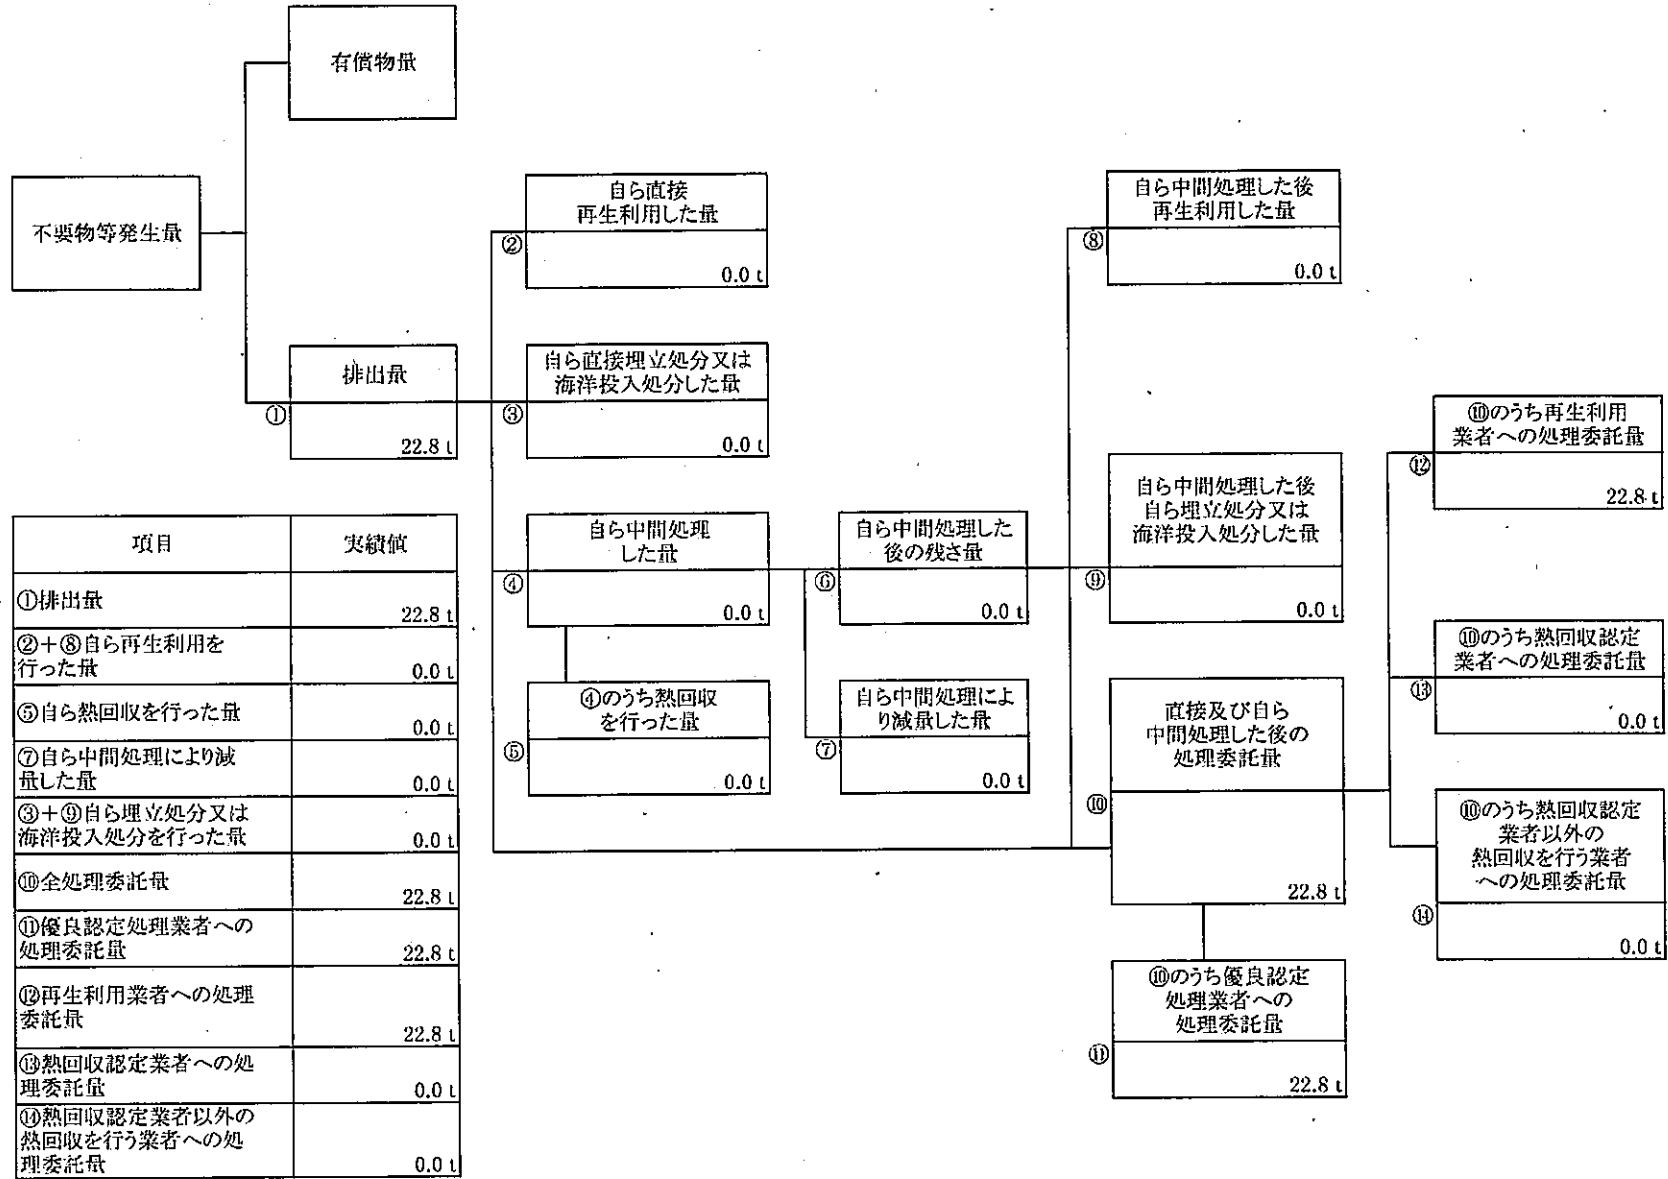 有償物量
不要物等発生量
排出量
①
22.8 t
自ら直接
再生利用した量
②
0.0 t
自ら直接埋立処分又は
海洋投入処分した量
③
0.0 t
自ら中間処理
した量
④
0.0 t
④のうち熱回収
を行った量
⑤
0.0 t
自ら中間処理した
後の残さ量
⑥
0.0 t
自ら中間処理によ
り減量した量
⑦
0.0 t
自ら中間処理した後
再生利用した量
⑧
0.0 t
自ら中間処理した後
自ら埋立処分又は
海洋投入処分した量
⑨
0.0 t
直接及び自ら
中間処理した後の
処理委託量
⑩
22.8 t
⑩のうち優良認定
処理業者への
処理委託量
⑪
22.8 t
⑩のうち再生利用
業者への処理委託量
⑫
22.8 t
⑩のうち熱回収認定
業者への処理委託量
⑬
0.0 t
⑩のうち熱回収認定
業者以外の
熱回収を行う業者
への処理委託量
⑭
0.0 t
項目 実績値
①排出量 22.8 t
②＋⑧自ら再生利用を
行った量 0.0 t
⑤自ら熱回収を行った量 0.0 t
⑦自ら中間処理により減
量した量 0.0 t
③＋⑨自ら埋立処分又は
海洋投入処分を行った量 0.0 t
⑩全処理委託量 22.8 t
⑪優良認定処理業者への
処理委託量 22.8 t
⑫再生利用業者への処理
委託量 22.8 t
⑬熱回収認定業者への処
理委託量 0.0 t
⑭熱回収認定業者以外の
熱回収を行う業者への処
理委託量 0.0 t